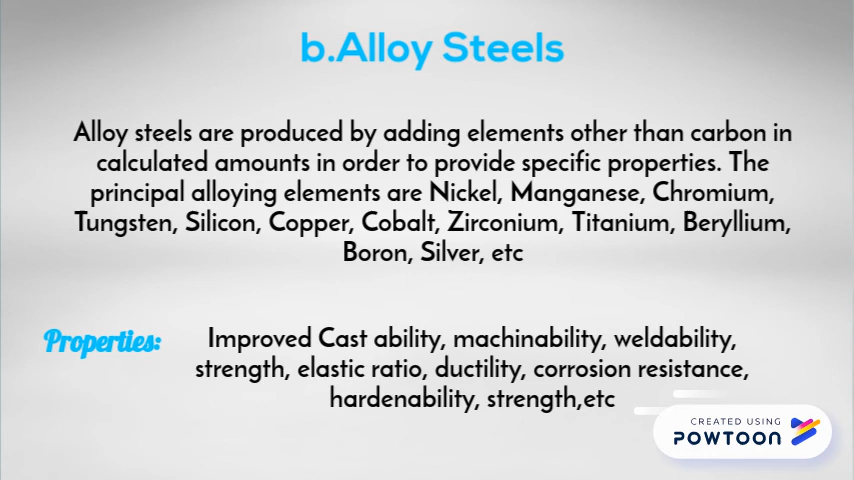 b.Alloy Steels
Alloy steels are produced by adding elements other than carbon in
calculated amounts in order to provide specific properties. The
principal alloying elements are Nickel, Manganese, Chromium,
Tungsten, Silicon, Copper, Cobalt, Zirconium, Titanium, Beryllium,
Boron, Silver, etc
Properties:
Improved Cast ability, machinability, weldability,
strength, elastic ratio, ductility, corrosion resistance,
hardenability, strength,etc
CREATED USING
POWTOON